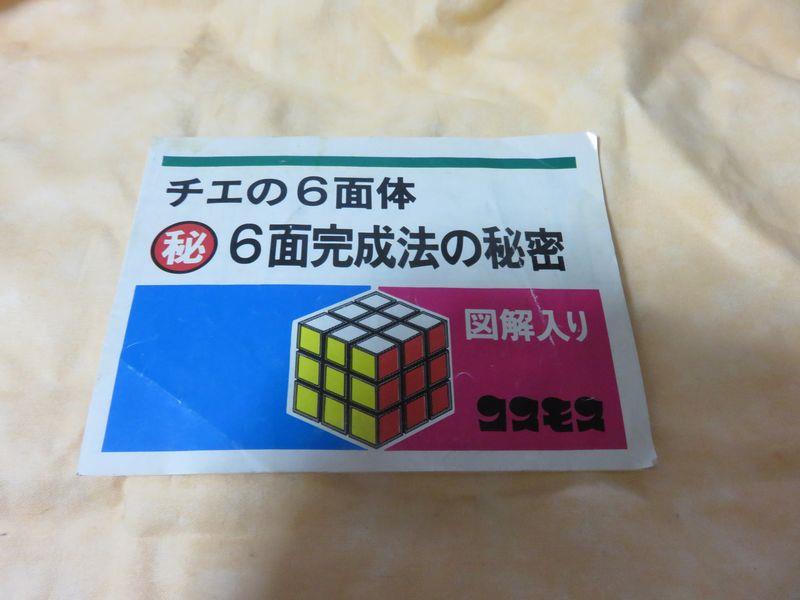 チエの6面体
秘 6面完成法の秘密
図解入り
コスモス